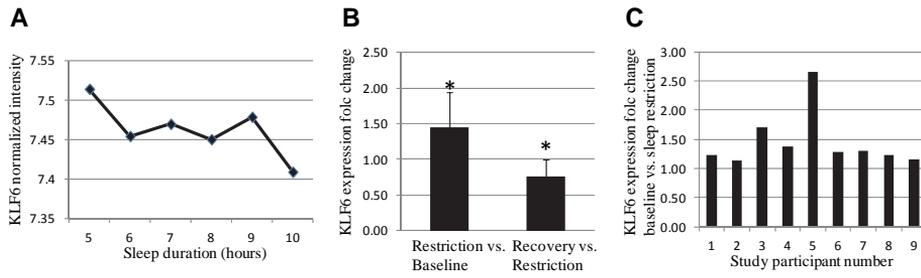 A
KLF6 normalized intensity
7.55
7.5
7.45
7.4
7.35
5 6 7 8 9 10
Sleep duration (hours)
B
KLF6 expression folc change
2.50
2.00
1.50
1.00
0.50
0.00
*
*
Restriction vs. Baseline
Recovery vs. Restriction
C
KLF6 expression fold change
baseline vs. sleep restriction
3.00
2.50
2.00
1.50
1.00
0.50
0.00
1 2 3 4 5 6 7 8 9
Study participant number